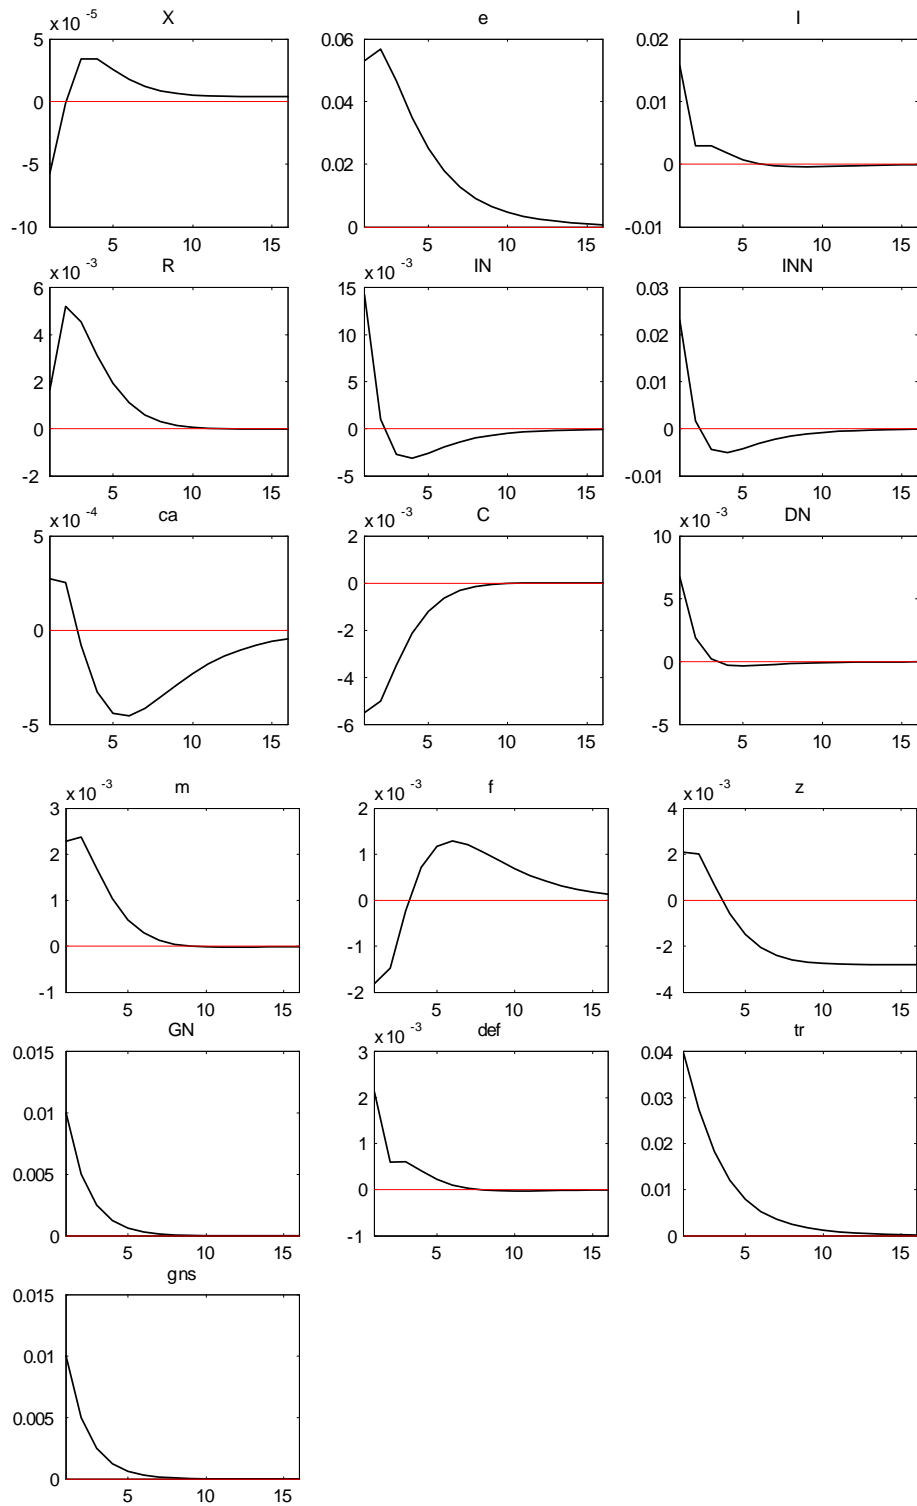 X e I
x 10 -5
5 0.06 0.02
0 0.04 0.01
-5 0.02 0
-10 0 -0.01
5 10 15 5 10 15 5 10 15
R IN INN
x 10 -3 x 10 -3
6 15 0.03
4 10 0.02
2 5 0.01
0 0 0
-2 -5 -0.01
5 10 15 5 10 15 5 10 15
ca C DN
x 10 -4 x 10 -3 x 10 -3
5 2 10
0 0 5
-2 0
-4
-5 -6 -5
5 10 15 5 10 15 5 10 15
m f z
x 10 -3 x 10 -3 x 10 -3
3 2 4
2 1 2
1 0 0
0 -1 -2
-1 -2 -4
5 10 15 5 10 15 5 10 15
GN def tr
x 10 -3
0.015 3 0.04
0.01 2 0.03
1 0.02
0.005 0 0.01
0 -1 0
5 10 15 5 10 15 5 10 15
gns
0.015
0.01
0.005
0
5 10 15